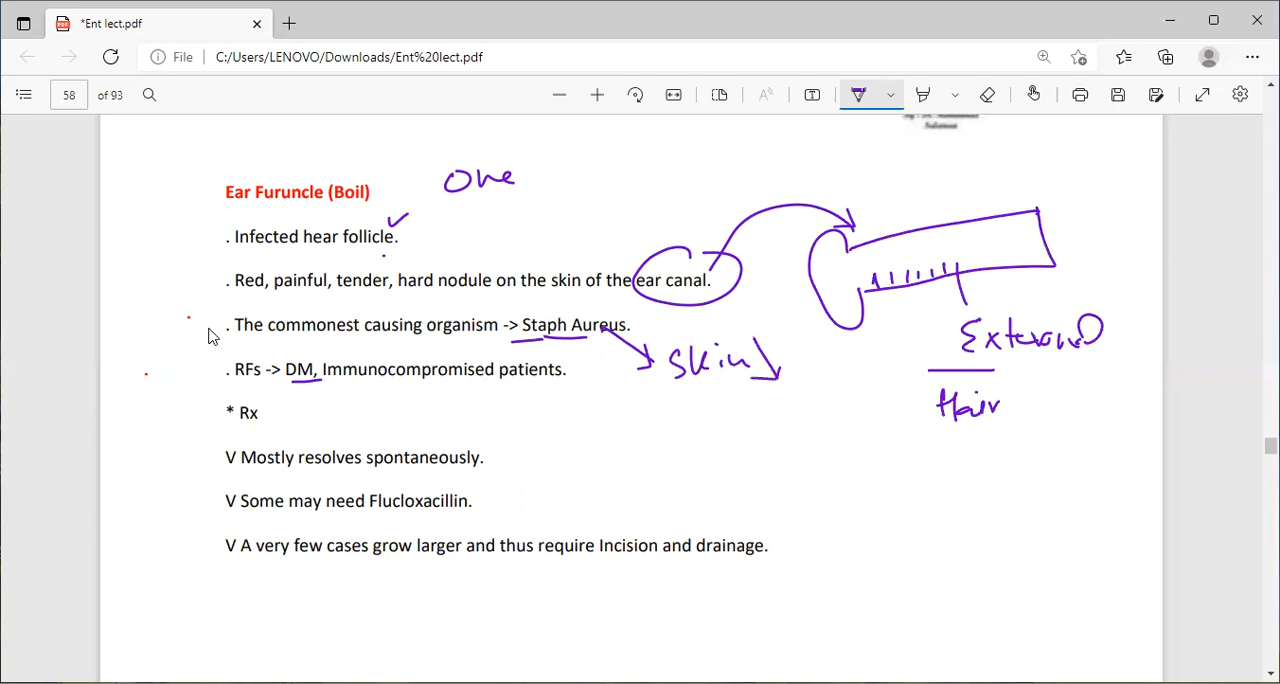 *Ent lect.pdf
File C:/Users/LENOVO/Downloads/Ent%20lect.pdf
58 of 93
Ear Furuncle (Boil) One
. Infected hear follicle.
. Red, painful, tender, hard nodule on the skin of the ear canal.
. The commonest causing organism -> Staph Aureus.
External
Skin
. RFs -> DM, Immunocompromised patients.
Hair
* Rx
V Mostly resolves spontaneously.
V Some may need Flucloxacillin.
V A very few cases grow larger and thus require Incision and drainage.